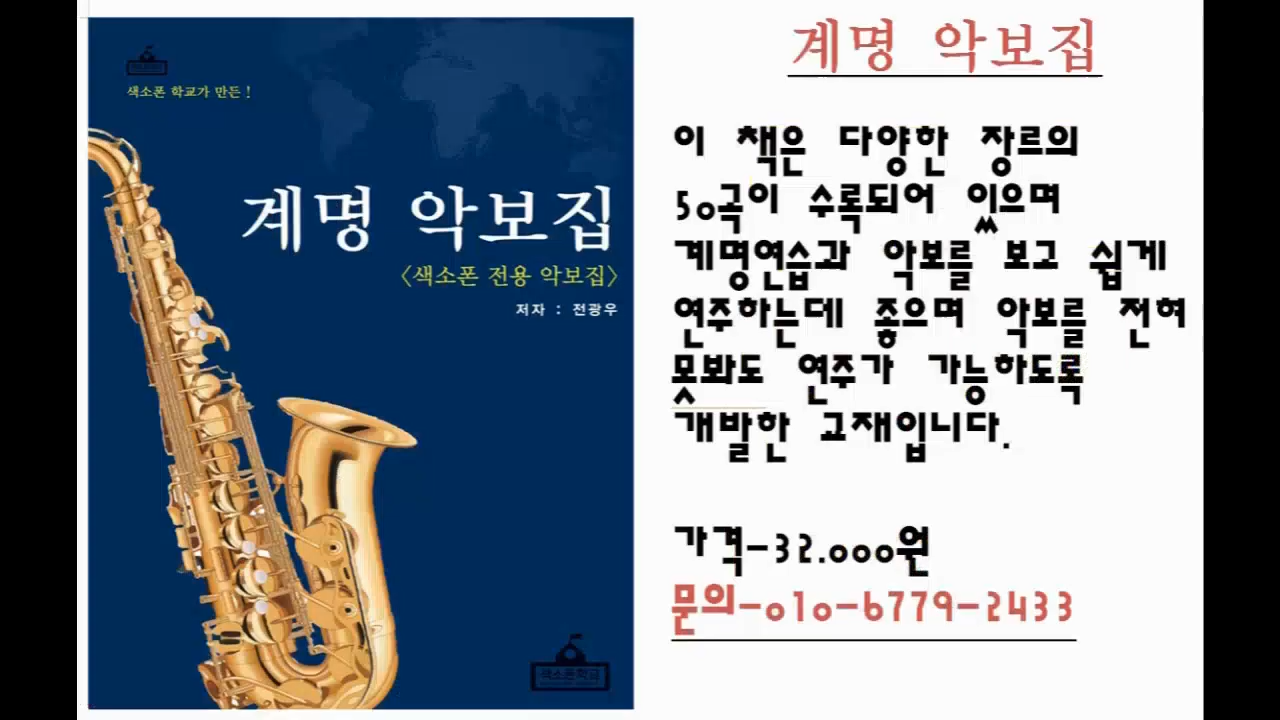 색소폰 학교가 만든 !
계명 악보집
<색소폰 전용 악보집>
저자 : 전광우
색소폰학교
계명 악보집
이 책은 다양한 장르의
50곡이 수록되어 있으며
계명연습과 악보를 보고 쉽게
연주하는데 좋으며 악보를 전혀
못봐도 연주가 가능하도록
개발한 교재입니다.
가격-32.000원
문의-010-6779-2433